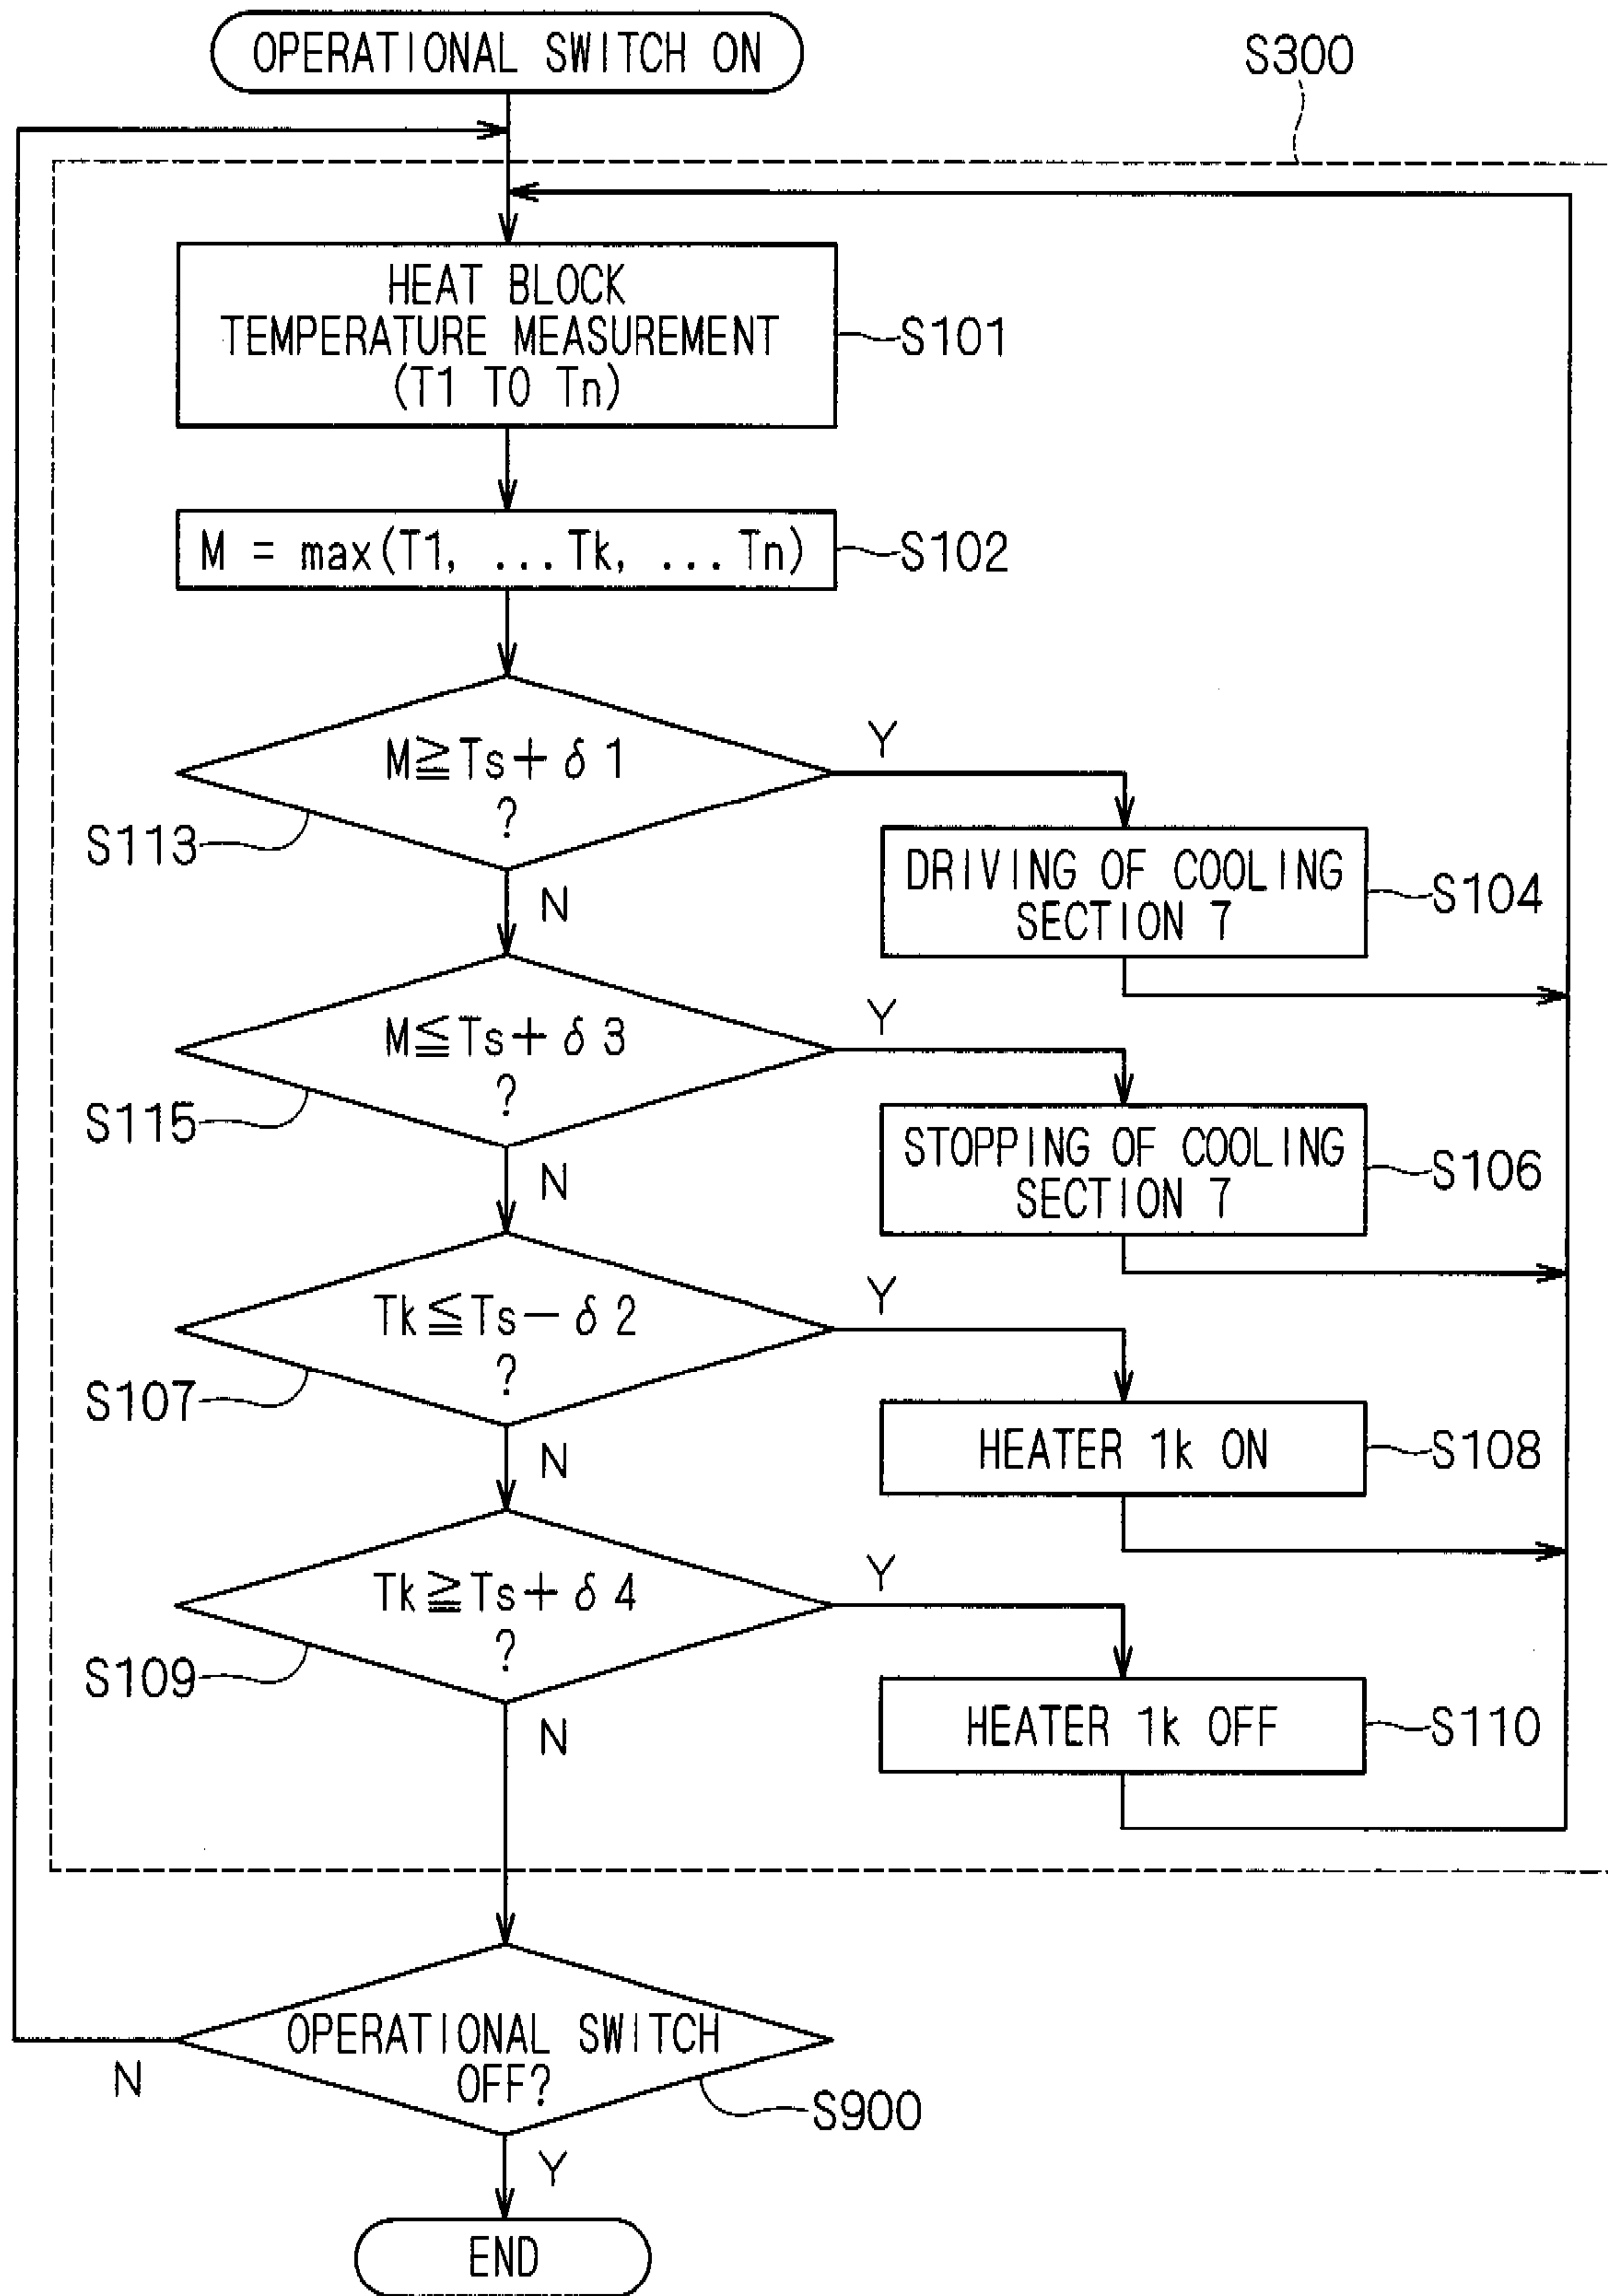 OPERATIONAL SWITCH ON
S300
HEAT BLOCK
TEMPERATURE MEASUREMENT
(T1 TO Tn)
S101
M = max(T1, ...Tk, ...Tn)
S102
M≧Ts+δ1
?
Y
S113
N
DRIVING OF COOLING
SECTION 7
S104
M≦Ts+δ3
?
Y
S115
N
STOPPING OF COOLING
SECTION 7
S106
Tk≦Ts−δ2
?
Y
S107
N
HEATER 1k ON
S108
Tk≧Ts+δ4
?
Y
S109
N
HEATER 1k OFF
S110
OPERATIONAL SWITCH
OFF?
N
S900
Y
END